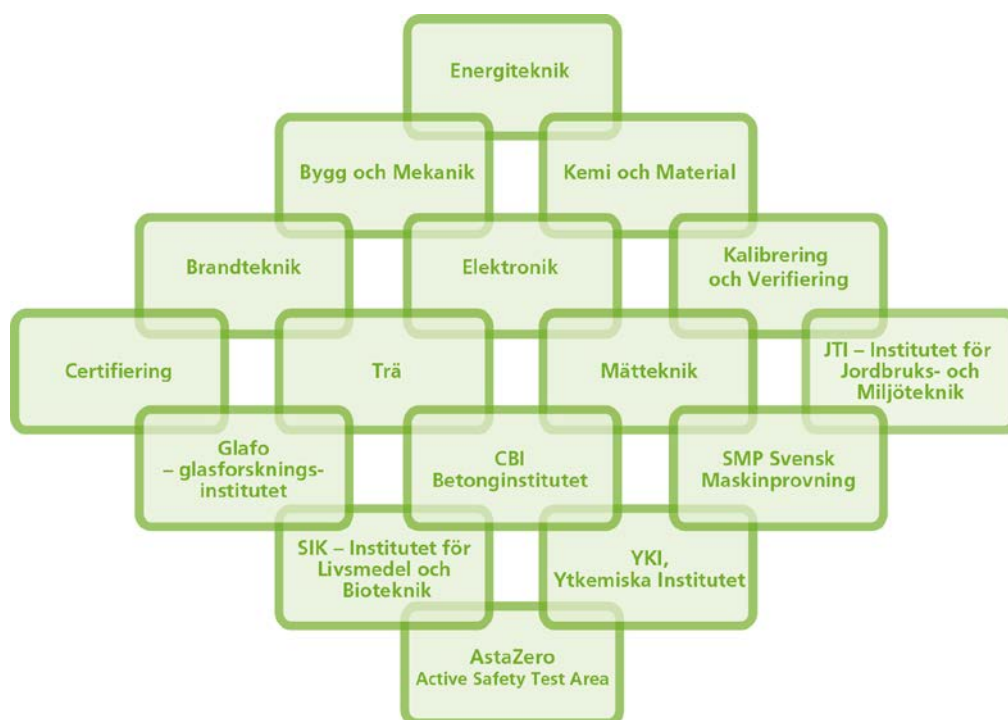 Energiteknik
Bygg och Mekanik
Kemi och Material
Brandteknik
Elektronik
Kalibrering
och Verifiering
Certifiering
Trä
Mätteknik
JTI – Institutet för
Jordbruks- och
Miljöteknik
Glafo
– glasforsknings-
institutet
CBI
Betonginstitutet
SMP Svensk
Maskinprovning
SIK – Institutet för
Livsmedel och
Bioteknik
YKI,
Ytkemiska Institutet
AstaZero
Active Safety Test Area